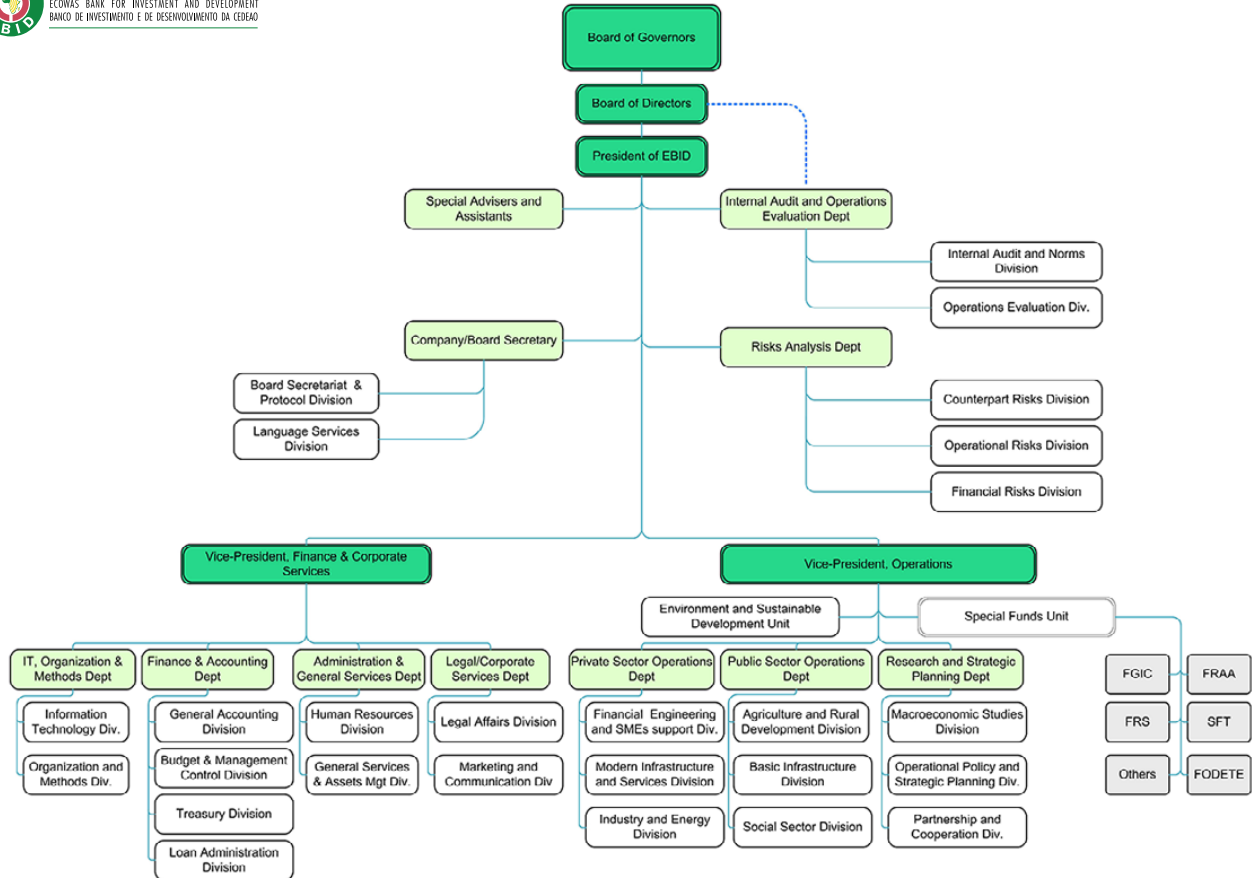 ECOWAS BANK FOR INVESTMENT AND DEVELOPMENT
BANCO DE INVESTIMENTO E DE DESENVOLVIMENTO DA CEDEAO
BID
Board of Governors
Board of Directors
President of EBID
Special Advisers and
Assistants
Internal Audit and Operations
Evaluation Dept
Internal Audit and Norms
Division
Operations Evaluation Div.
Company/Board Secretary
Risks Analysis Dept
Board Secretariat &
Protocol Division
Language Services
Division
Counterpart Risks Division
Operational Risks Division
Financial Risks Division
Vice-President, Finance & Corporate
Services
Vice-President, Operations
Environment and Sustainable
Development Unit
Special Funds Unit
IT, Organization &
Methods Dept
Finance & Accounting
Dept
Administration &
General Services Dept
Legal/Corporate
Services Dept
Private Sector Operations
Dept
Public Sector Operations
Dept
Research and Strategic
Planning Dept
FGIC
FRAA
Information
Technology Div.
General Accounting
Division
Human Resources
Division
Legal Affairs Division
Financial Engineering
and SMEs support Div.
Agriculture and Rural
Development Division
Macroeconomic Studies
Division
FRS
SFT
Organization and
Methods Div.
Budget & Management
Control Division
General Services
& Assets Mgt Div.
Marketing and
Communication Div
Modern Infrastructure
and Services Division
Basic Infrastructure
Division
Operational Policy and
Strategic Planning Div.
Others
FODETE
Treasury Division
Industry and Energy
Division
Social Sector Division
Partnership and
Cooperation Div.
Loan Administration
Division